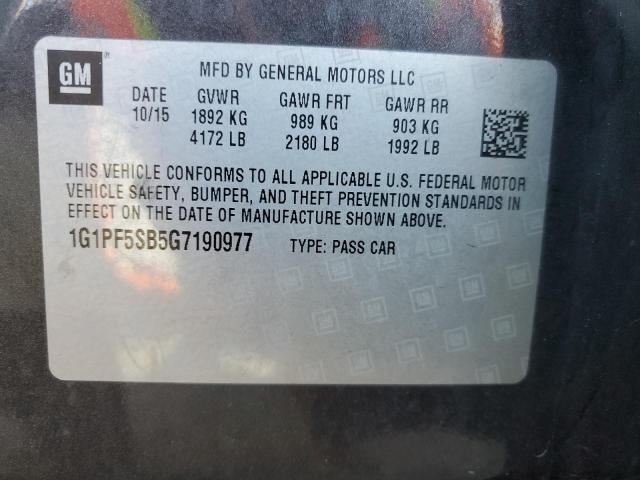 GM
MFD BY GENERAL MOTORS LLC
DATE GVWR GAWR FRT GAWR RR
10/15 1892 KG 989 KG 903 KG
4172 LB 2180 LB 1992 LB
THIS VEHICLE CONFORMS TO ALL APPLICABLE U.S. FEDERAL MOTOR
VEHICLE SAFETY, BUMPER, AND THEFT PREVENTION STANDARDS IN
EFFECT ON THE DATE OF MANUFACTURE SHOWN ABOVE.
1G1PF5SB5G7190977 TYPE: PASS CAR